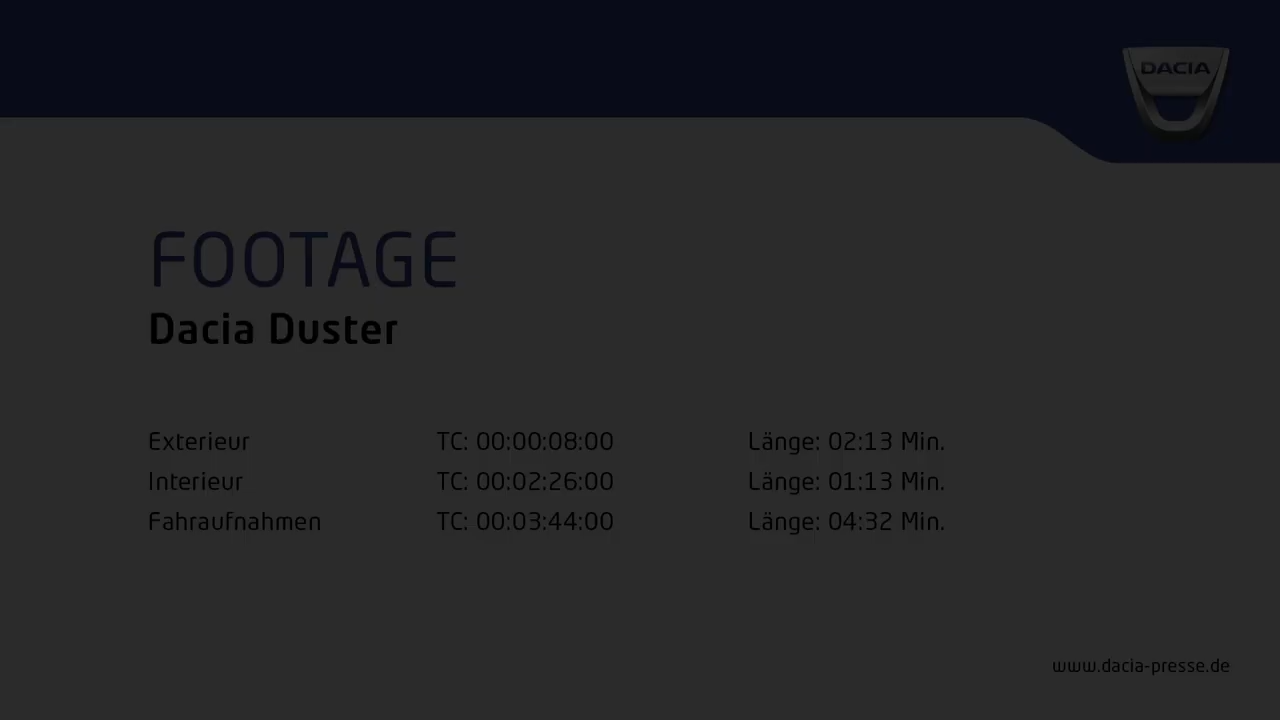 DACIA
FOOTAGE
Dacia Duster
Exterieur TC: 00:00:08:00 Länge: 02:13 Min.
Interieur TC: 00:02:26:00 Länge: 01:13 Min.
Fahraufnahmen TC: 00:03:44:00 Länge: 04:32 Min.
www.dacia-presse.de